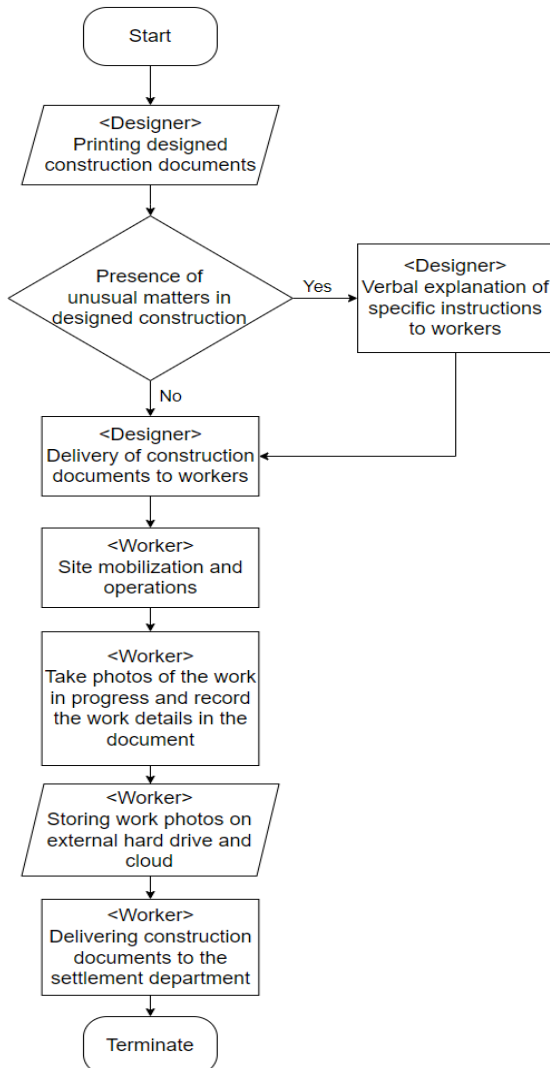 Start
<Designer>
Printing designed
construction documents
Presence of
unusual matters in
designed construction
Yes
<Designer>
Verbal explanation of
specific instructions
to workers
No
<Designer>
Delivery of construction
documents to workers
<Worker>
Site mobilization and
operations
<Worker>
Take photos of the work
in progress and record
the work details in the
document
<Worker>
Storing work photos on
external hard drive and
cloud
<Worker>
Delivering construction
documents to the
settlement department
Terminate